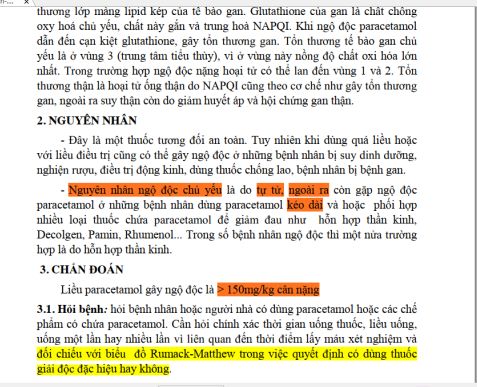 thương lớp màng lipid kép của tế bào gan. Glutathione của gan là chất chống
oxy hoá chủ yếu, chất này gắn và trung hoà NAPQI. Khi ngộ độc paracetamol
dẫn đến cạn kiệt glutathione, gây tổn thương gan. Tổn thương tế bào gan chủ
yếu là ở vùng 3 (trung tâm tiểu thùy), vì ở vùng này nồng độ chất oxi hóa lớn
nhất. Trong trường hợp ngộ độc nặng hoại tử có thể lan đến vùng 1 và 2. Tổn
thương thận là hoại tử ống thận do NAPQI cũng theo cơ chế như gây tổn thương
gan, ngoài ra suy thận còn do giảm huyết áp và hội chứng gan thận.
2. NGUYÊN NHÂN
- Đây là một thuốc tương đối an toàn. Tuy nhiên khi dùng quá liều hoặc
với liều điều trị cũng có thể gây ngộ độc ở những bệnh nhân bị suy dinh dưỡng,
nghiện rượu, điều trị động kinh, dùng thuốc chống lao, bệnh nhân bị bệnh gan.
- Nguyên nhân ngộ độc chủ yếu là do tự tử, ngoài ra còn gặp ngộ độc
paracetamol ở những bệnh nhân dùng paracetamol kéo dài và hoặc phối hợp
nhiều loại thuốc chứa paracetamol để giảm đau như hỗn hợp thần kinh,
Decolgen, Pamin, Rhumenol... Trong số bệnh nhân ngộ độc thì một nửa trường
hợp là do hỗn hợp thần kinh.
3. CHẨN ĐOÁN
Liều paracetamol gây ngộ độc là > 150mg/kg cân nặng
3.1. Hỏi bệnh: hỏi bệnh nhân hoặc người nhà có dùng paracetamol hoặc các chế
phẩm có chứa paracetamol. Cần hỏi chính xác thời gian uống thuốc, liều uống,
uống một lần hay nhiều lần vì liên quan đến thời điểm lấy máu xét nghiệm và
đối chiếu với biểu đồ Rumack-Matthew trong việc quyết định có dùng thuốc
giải độc đặc hiệu hay không.